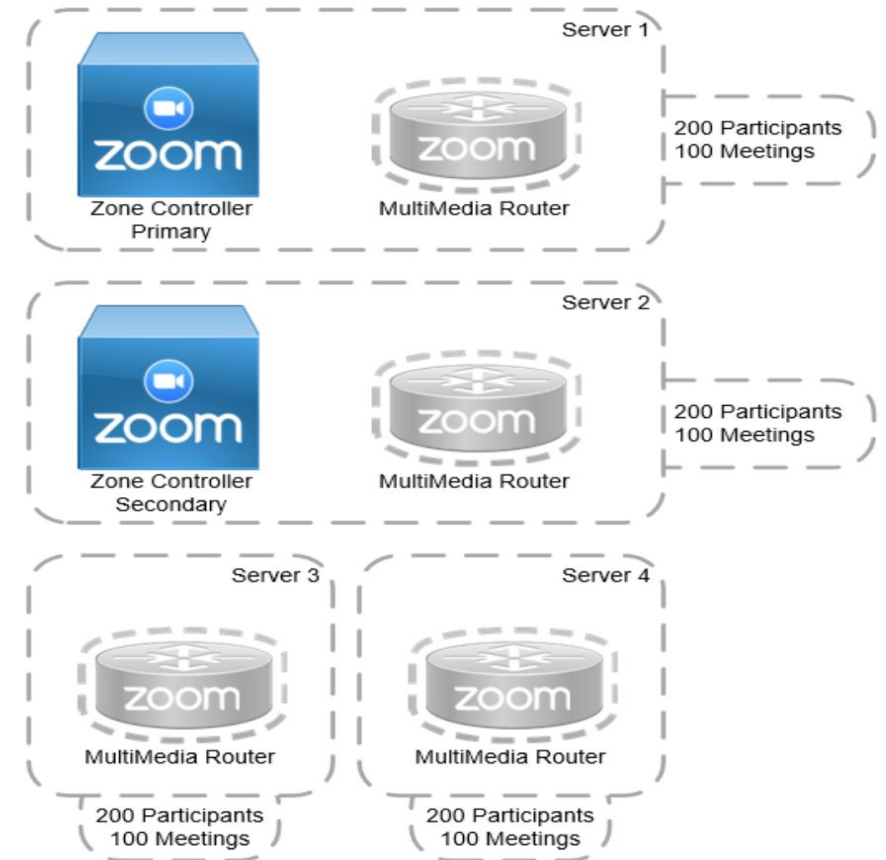 Server 1
zoom
zoom
Zone Controller
Primary
MultiMedia Router
200 Participants
100 Meetings
Server 2
zoom
zoom
Zone Controller
Secondary
MultiMedia Router
200 Participants
100 Meetings
Server 3
zoom
MultiMedia Router
200 Participants
100 Meetings
Server 4
zoom
MultiMedia Router
200 Participants
100 Meetings